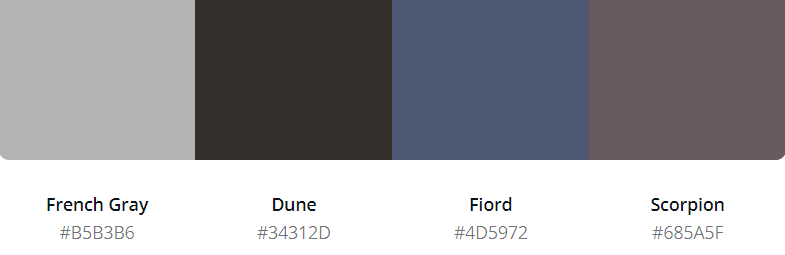 French Gray
#B5B3B6
Dune
#34312D
Fiord
#4D5972
Scorpion
#685A5F